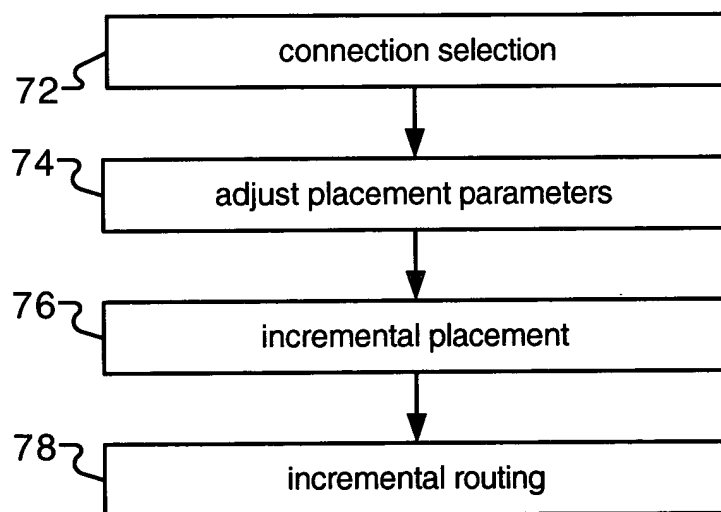 connection selection
72
74
adjust placement parameters
76
incremental placement
78
incremental routing